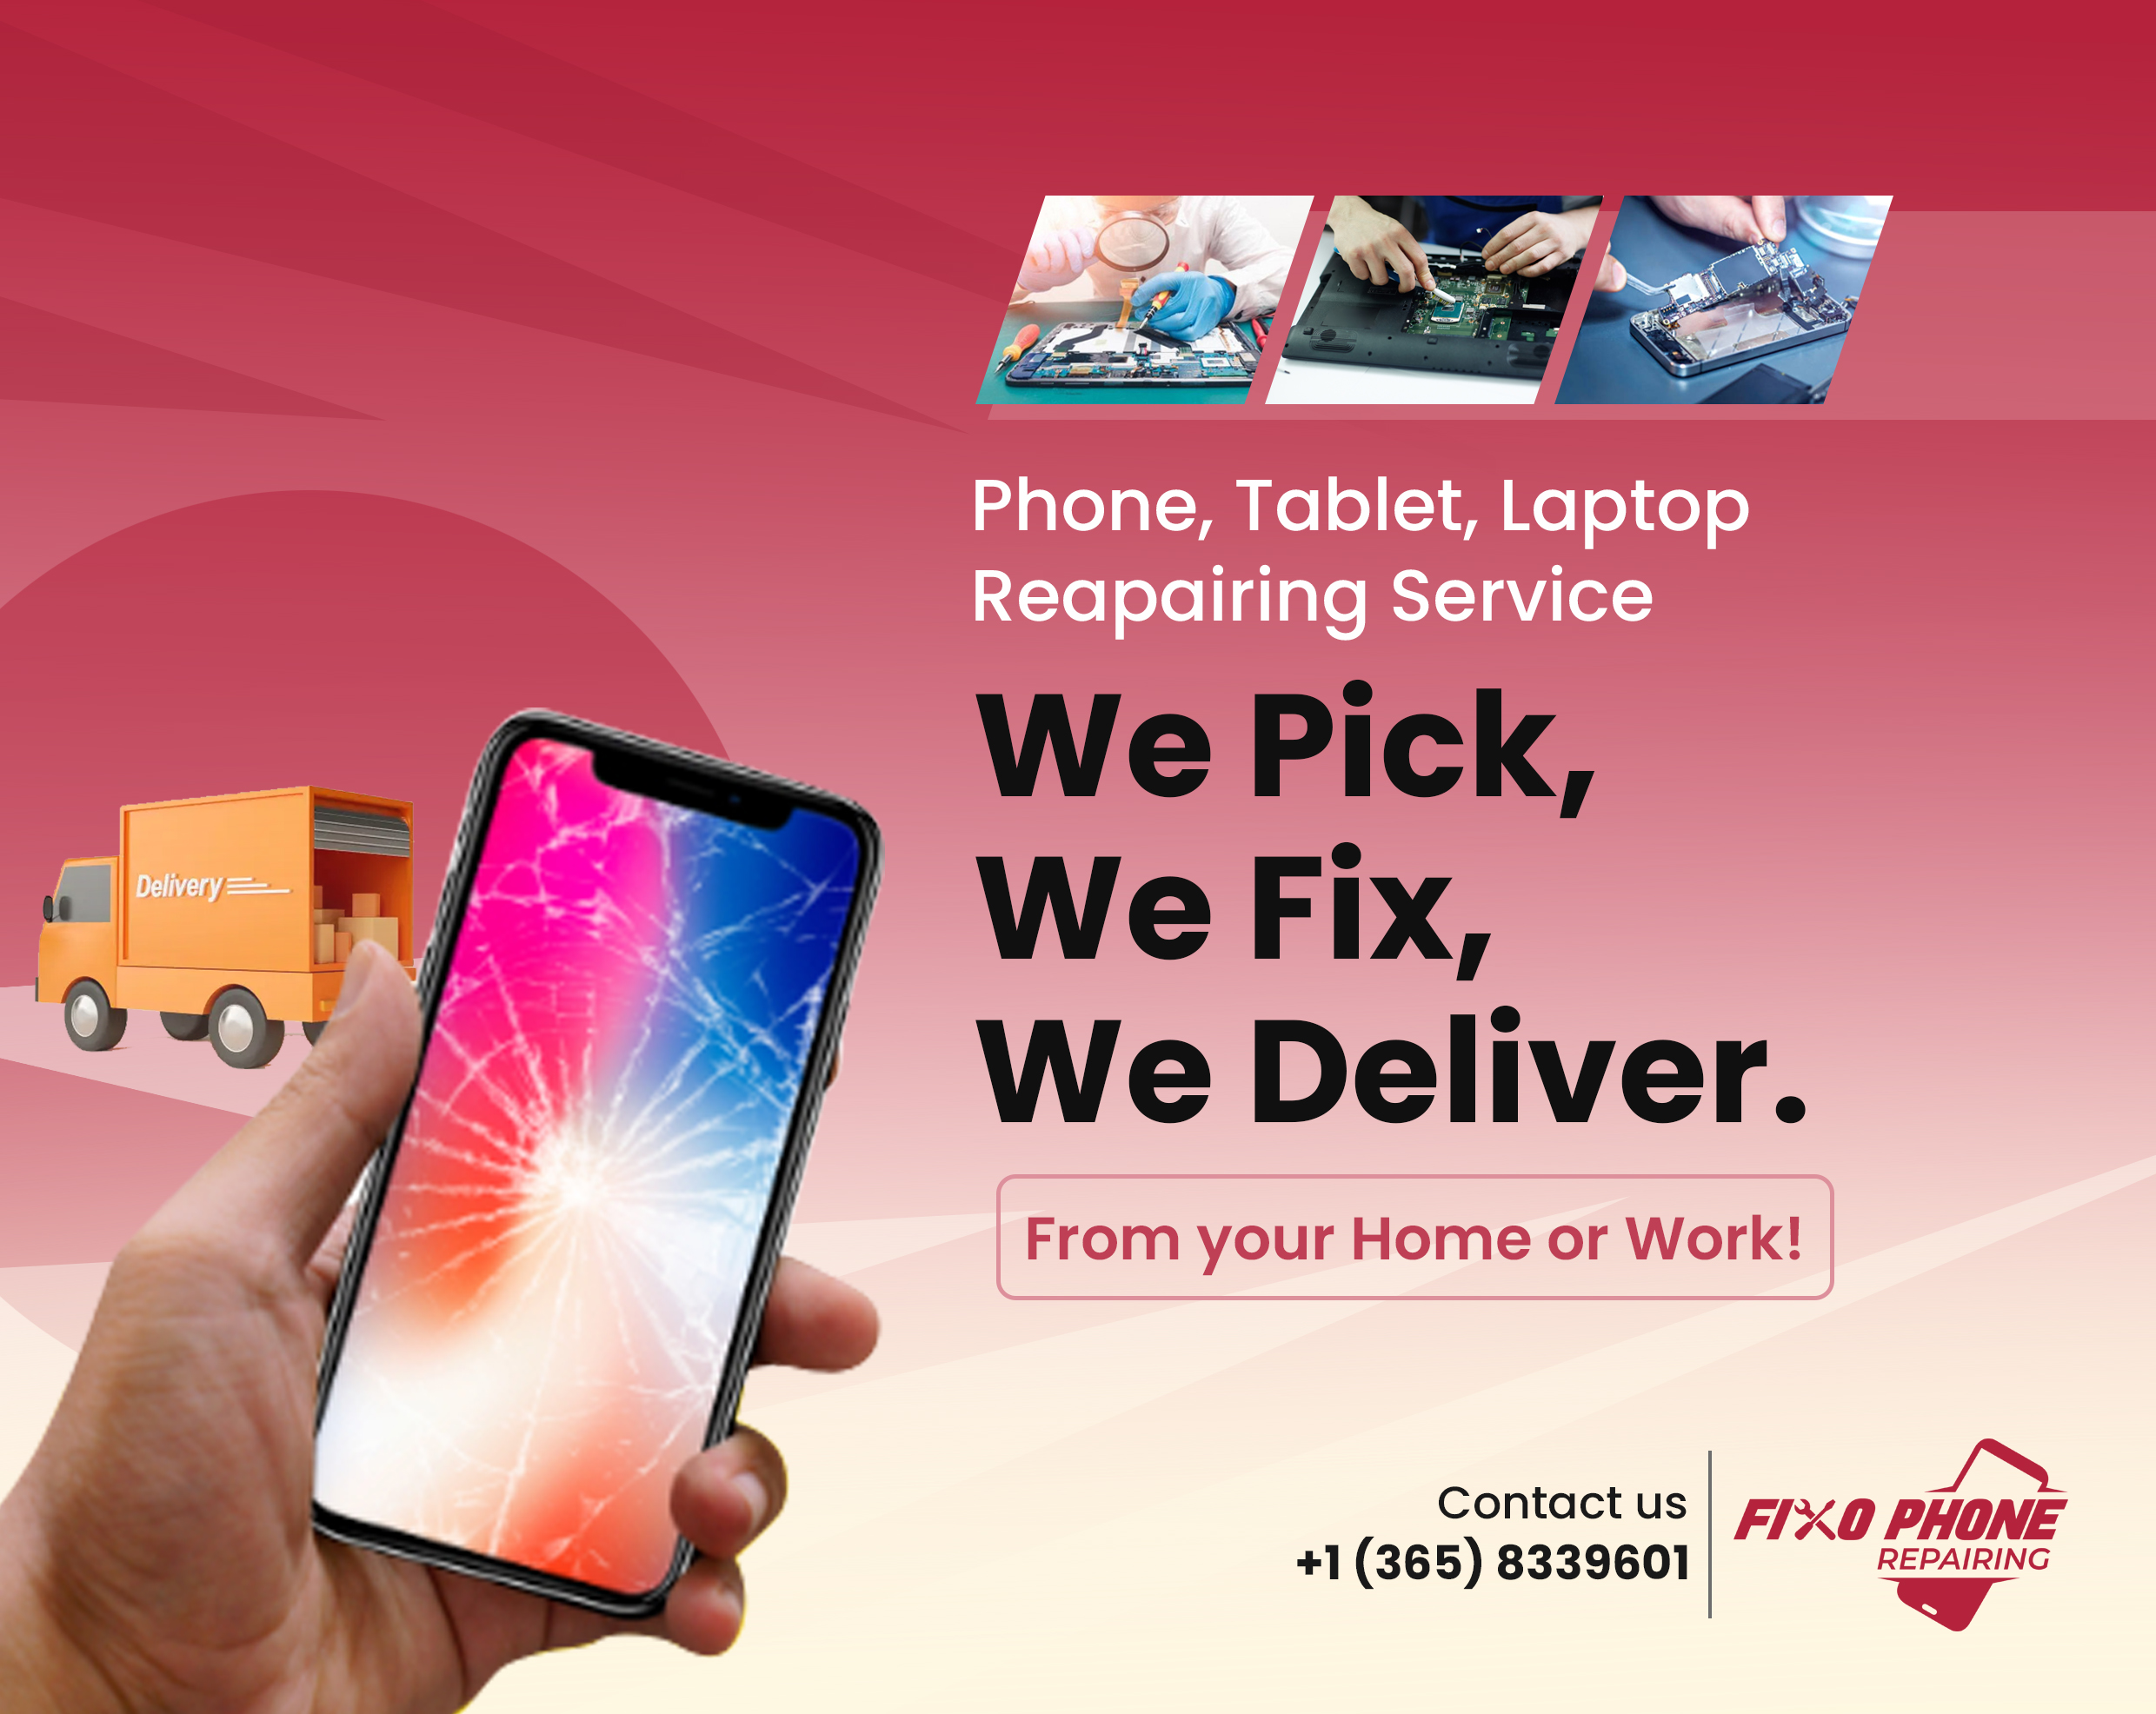 Phone, Tablet, Laptop
Reapairing Service
We Pick,
We Fix,
We Deliver.
Delivery
From your Home or Work!
Contact us
+1 (365) 8339601
FIXO PHONE
REPAIRING